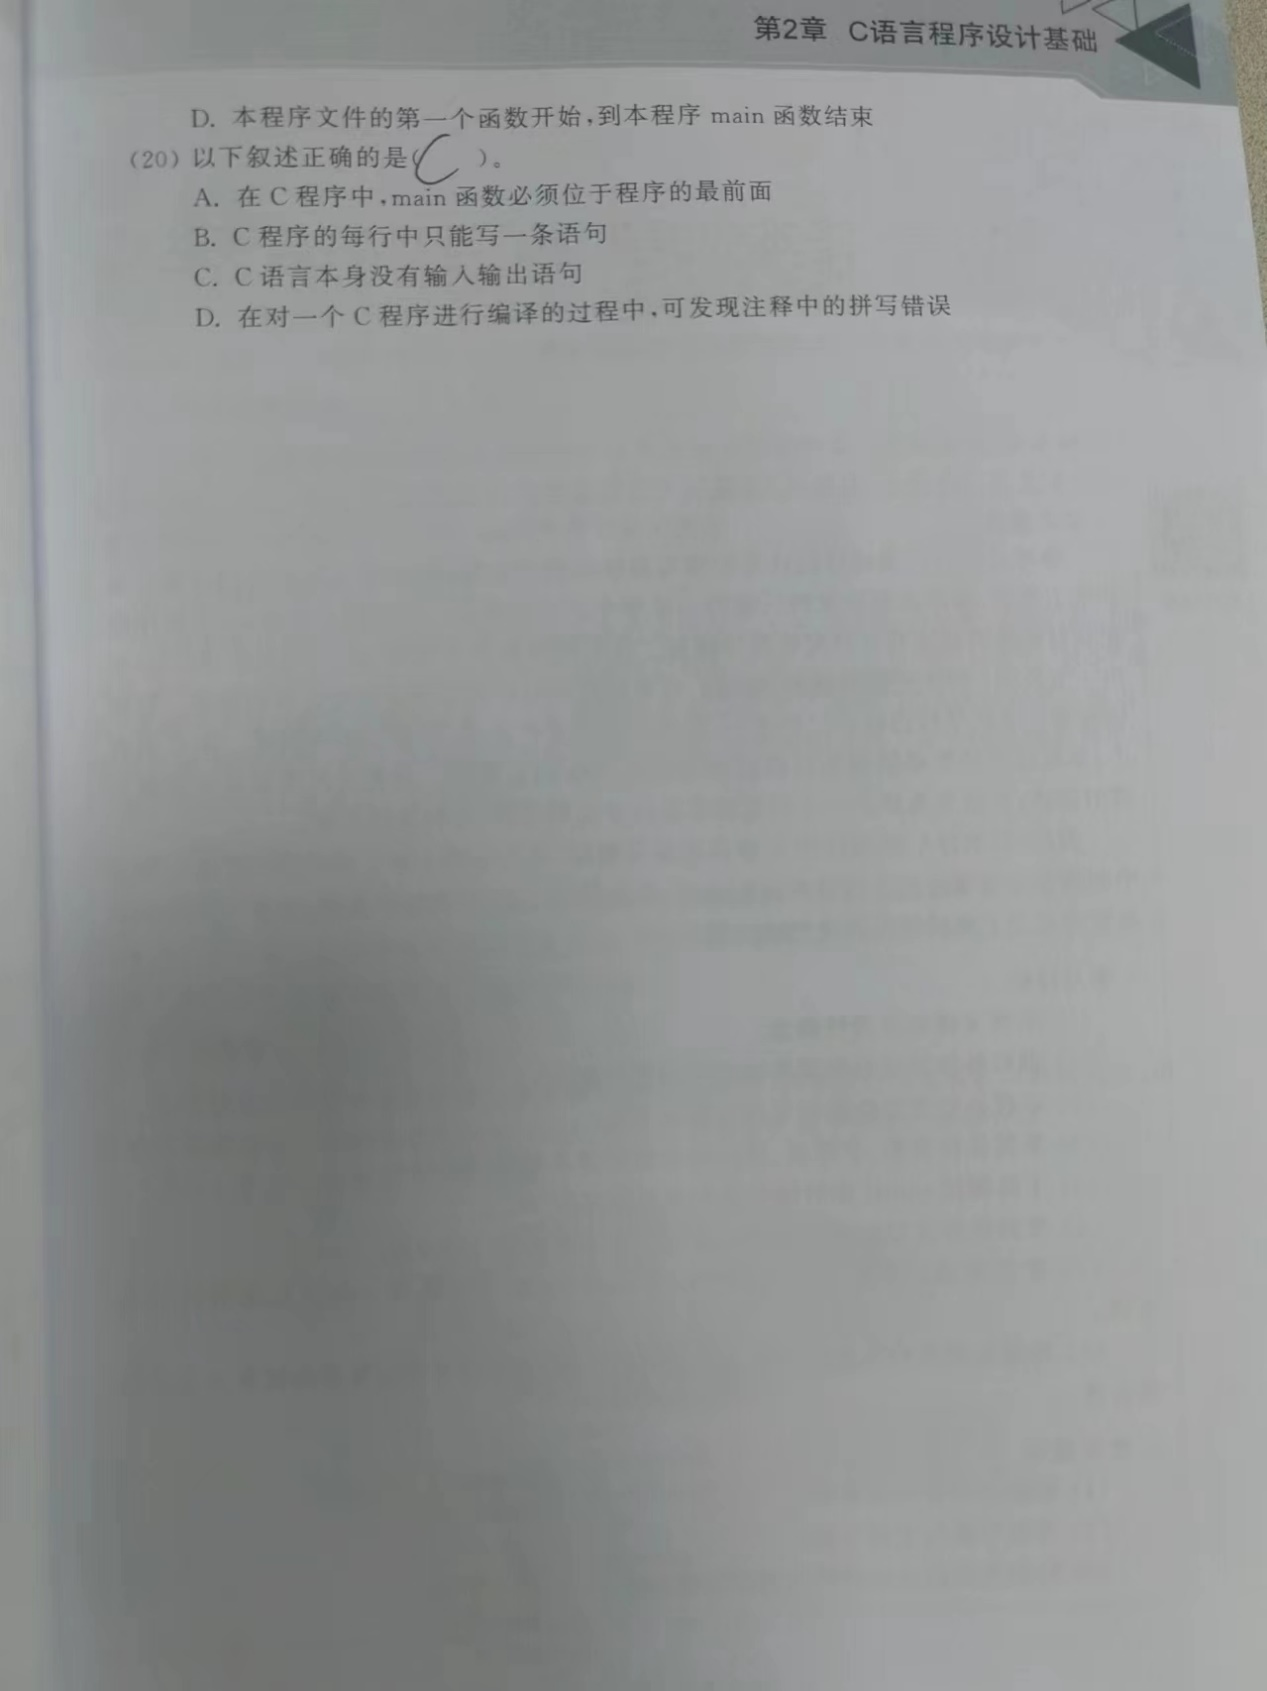 第2章 C语言程序设计基础
D. 本程序文件的第一个函数开始,到本程序 main 函数结束
(20) 以下叙述正确的是(C)。
A. 在 C 程序中,main 函数必须位于程序的最前面
B. C 程序的每行中只能写一条语句
C. C 语言本身没有输入输出语句
D. 在对一个 C 程序进行编译的过程中,可发现注释中的拼写错误